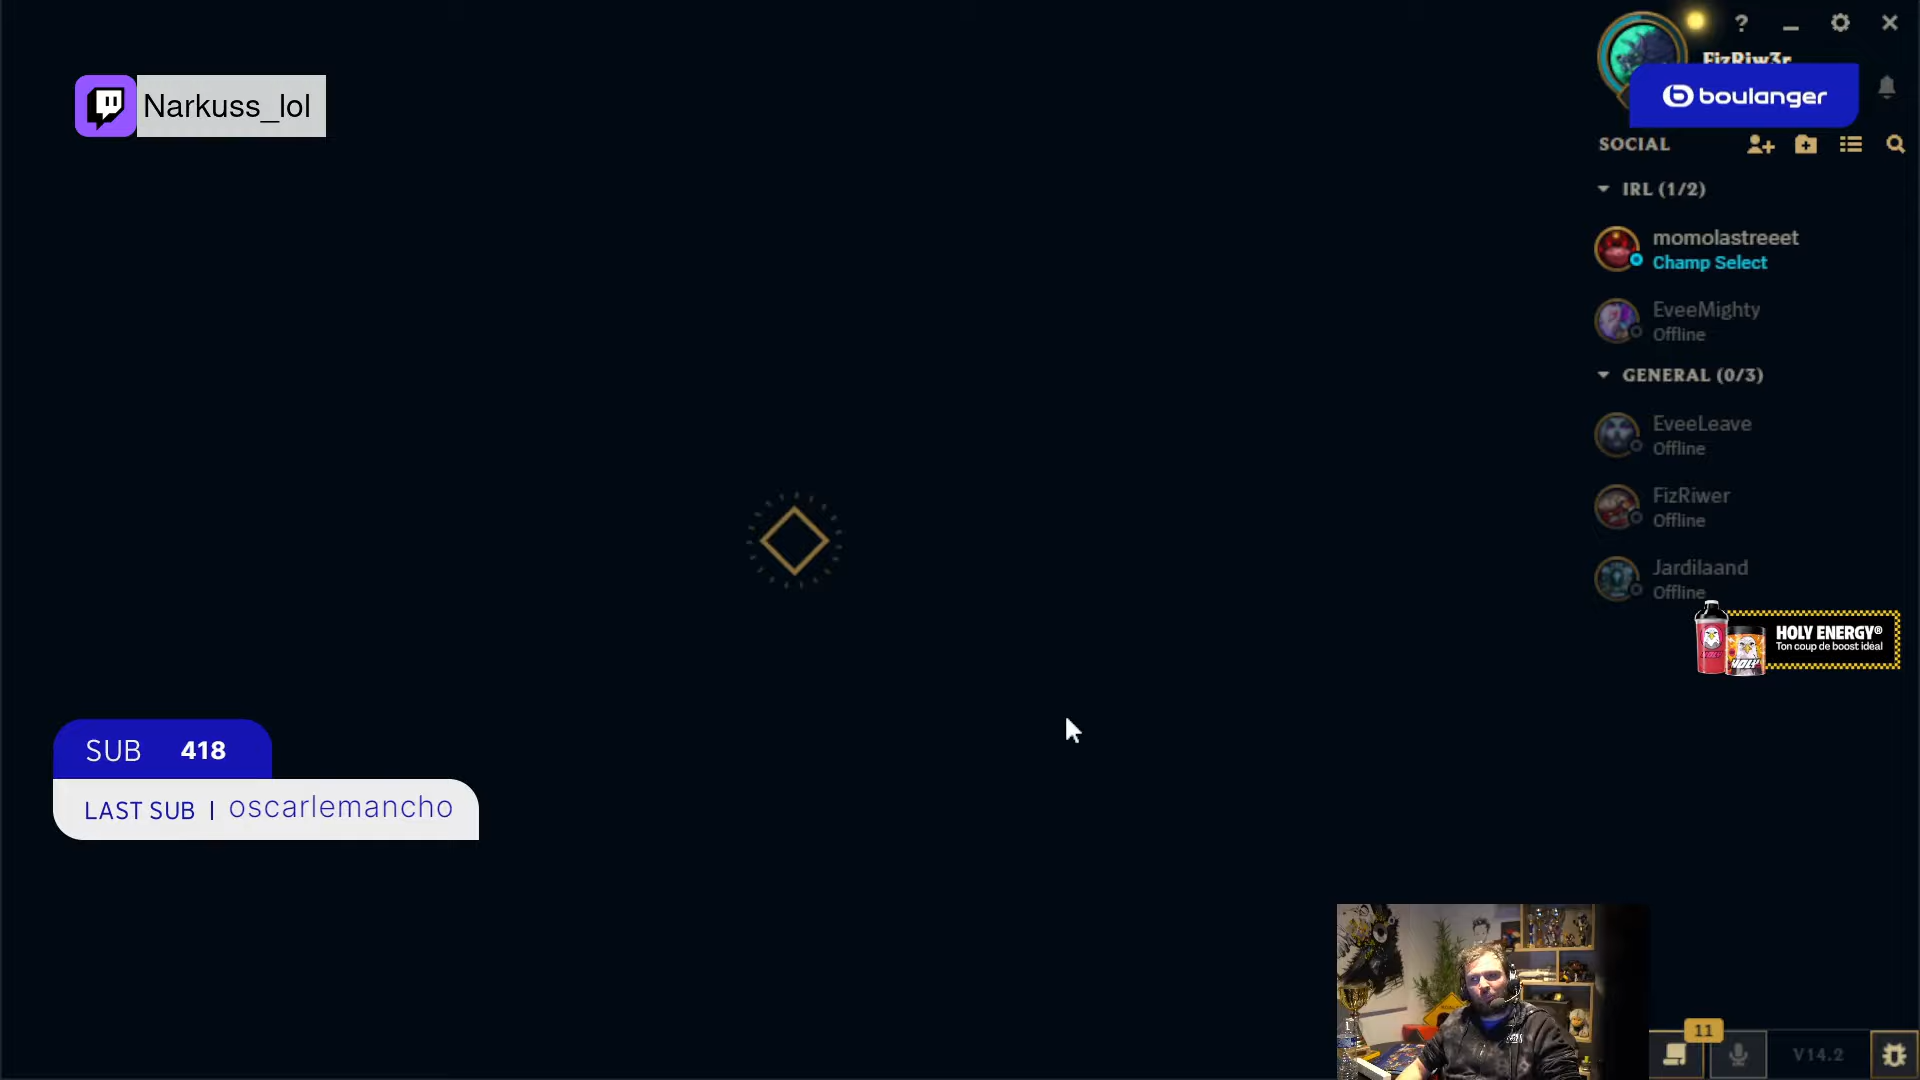 FizRiw3r
Narkuss_lol
boulanger
SOCIAL
IRL (1/2)
momolastreeet
Champ Select
EveeMighty
Offline
GENERAL (0/3)
EveeLeave
Offline
FizRiwer
Offline
Jardilaand
Offline
HOLY ENERGY®
Ton coup de boost idéal
SUB 418
LAST SUB | oscarlemancho
11
V14.2